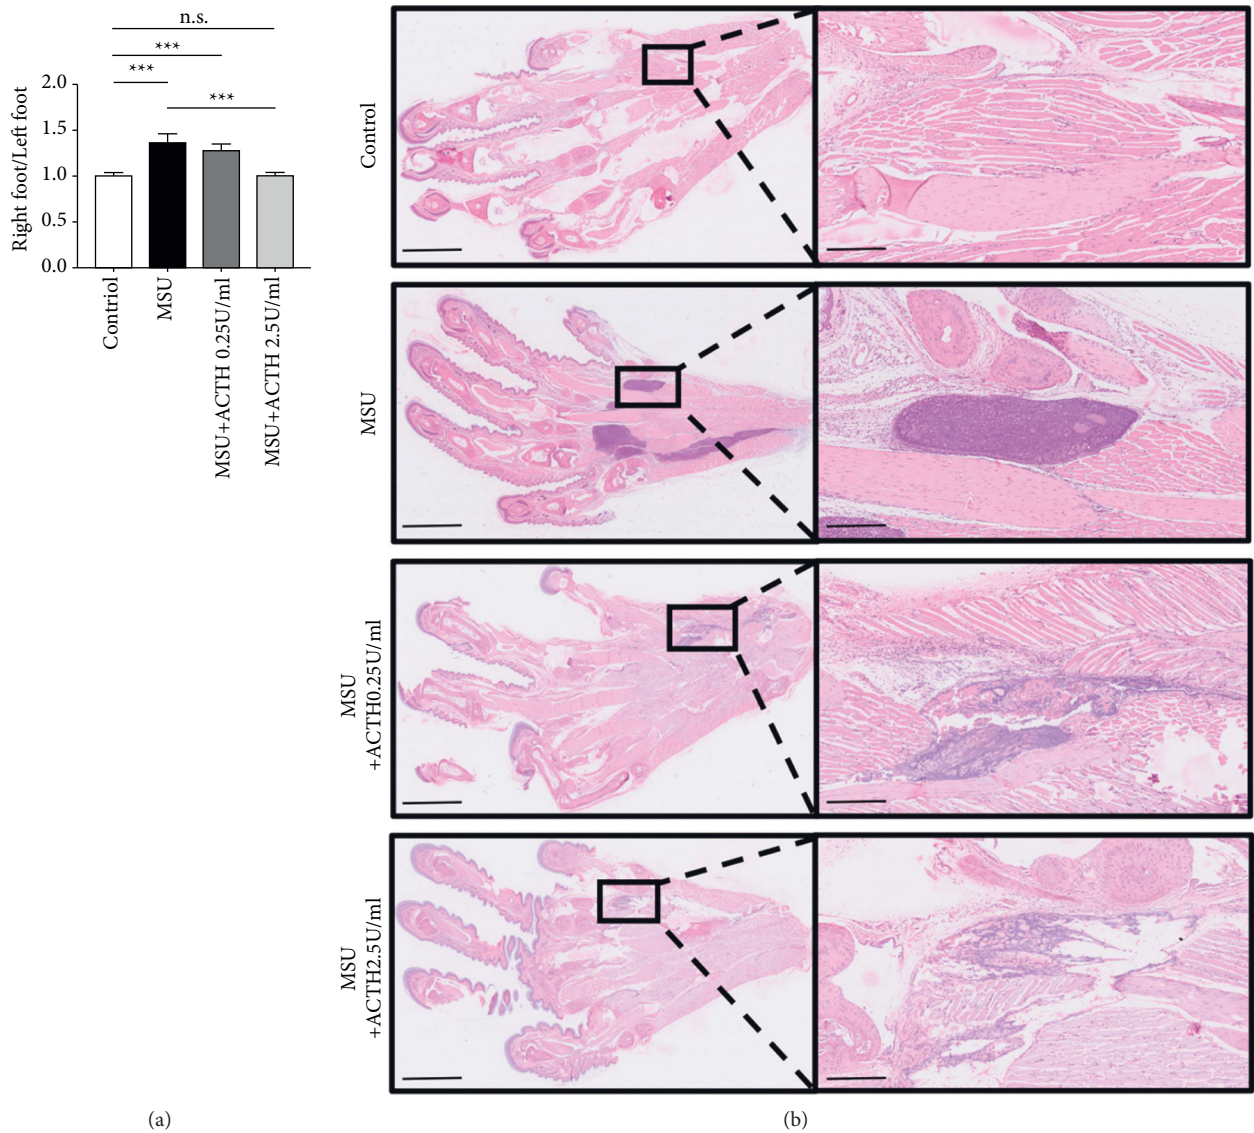 n.s.
***
***
***
Right foot/Left foot
2.0
1.5
1.0
0.5
0.0
Contriol
MSU
MSU+ACTH 0.25U/ml
MSU+ACTH 2.5U/ml
(a)
Control
MSU
MSU
+ACTH0.25U/ml
MSU
+ACTH2.5U/ml
(b)